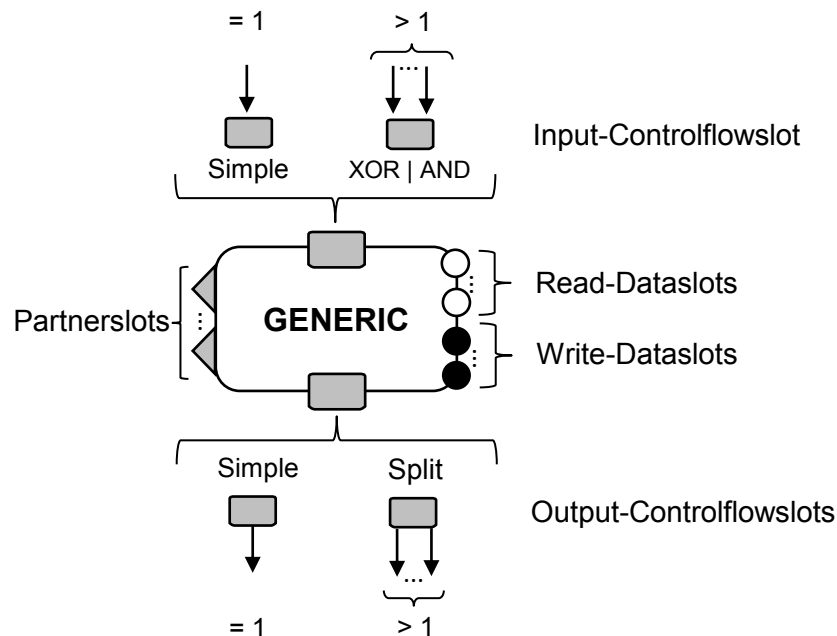 = 1
> 1
...
Input-Controlflowslot
Simple
XOR | AND
Partnerslots
...
GENERIC
...
Read-Dataslots
...
Write-Dataslots
Simple
Split
Output-Controlflowslots
...
= 1
> 1